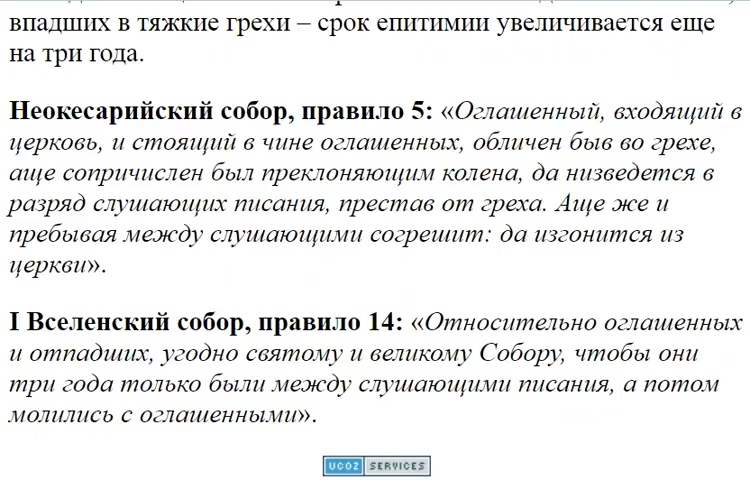 впадших в тяжкие грехи – срок епитимии увеличивается еще
на три года.
Неокесарийский собор, правило 5: «Оглашенный, входящий в
церковь, и стоящий в чине оглашенных, обличен быв во грехе,
аще сопричислен был преклоняющим колена, да низведется в
разряд слушающих писания, престав от греха. Аще же и
пребывая между слушающими согрешит: да изгонится из
церкви».
I Вселенский собор, правило 14: «Относительно оглашенных
и отпадших, угодно святому и великому Собору, чтобы они
три года только были между слушающими писания, а потом
молились с оглашенными».
UCOZ SERVICES